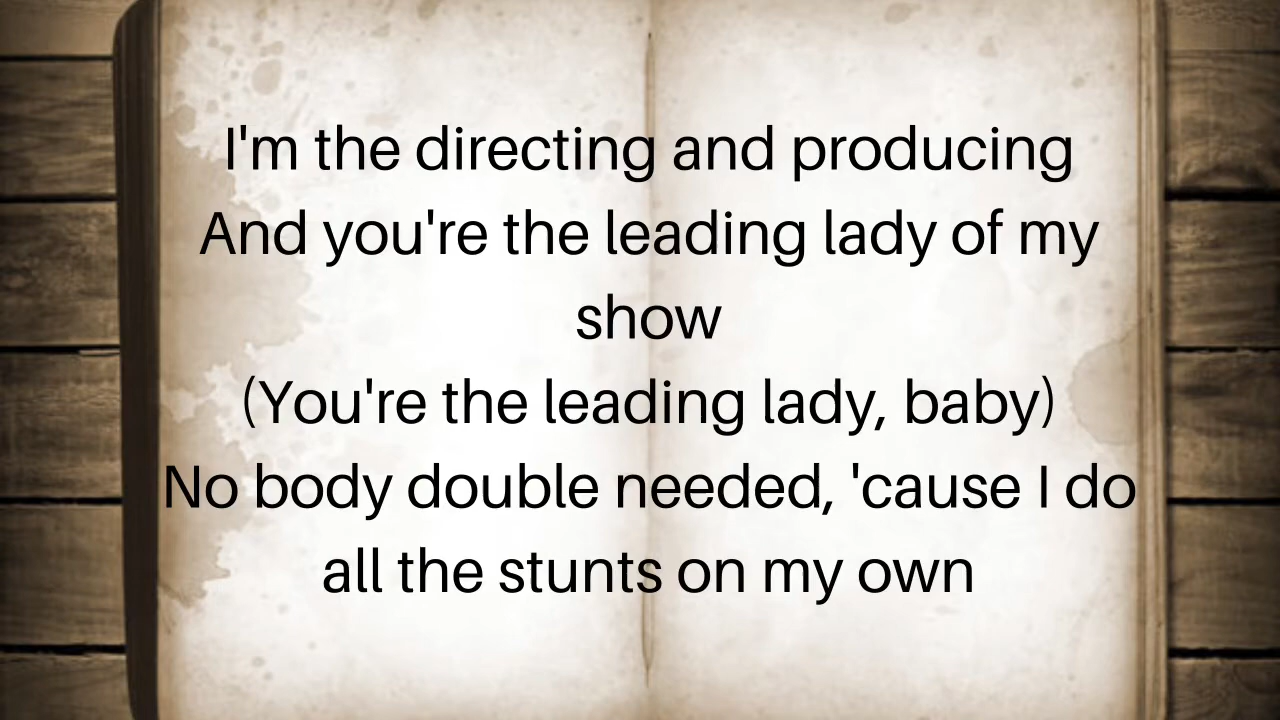 I'm the directing and producing
And you're the leading lady of my
show
(You're the leading lady, baby)
No body double needed, 'cause I do
all the stunts on my own